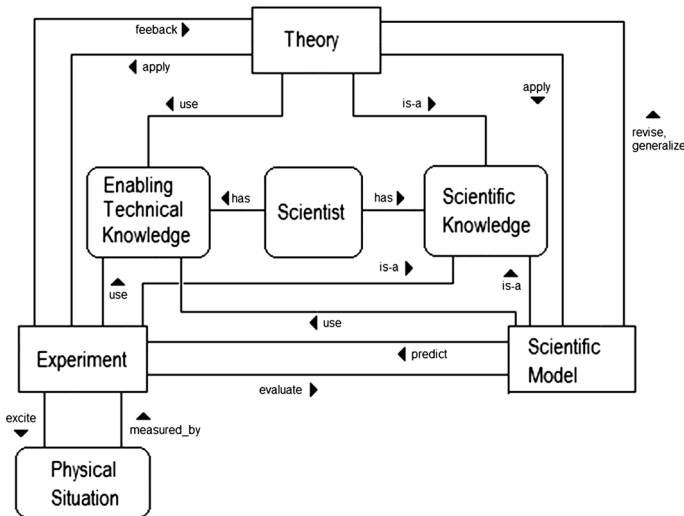 feeback
Theory
apply
apply
use
is-a
revise,
generalize
Enabling
Technical
Knowledge
has
Scientist
has
Scientific
Knowledge
is-a
use
is-a
use
Experiment
predict
Scientific
Model
evaluate
excite
measured_by
Physical
Situation